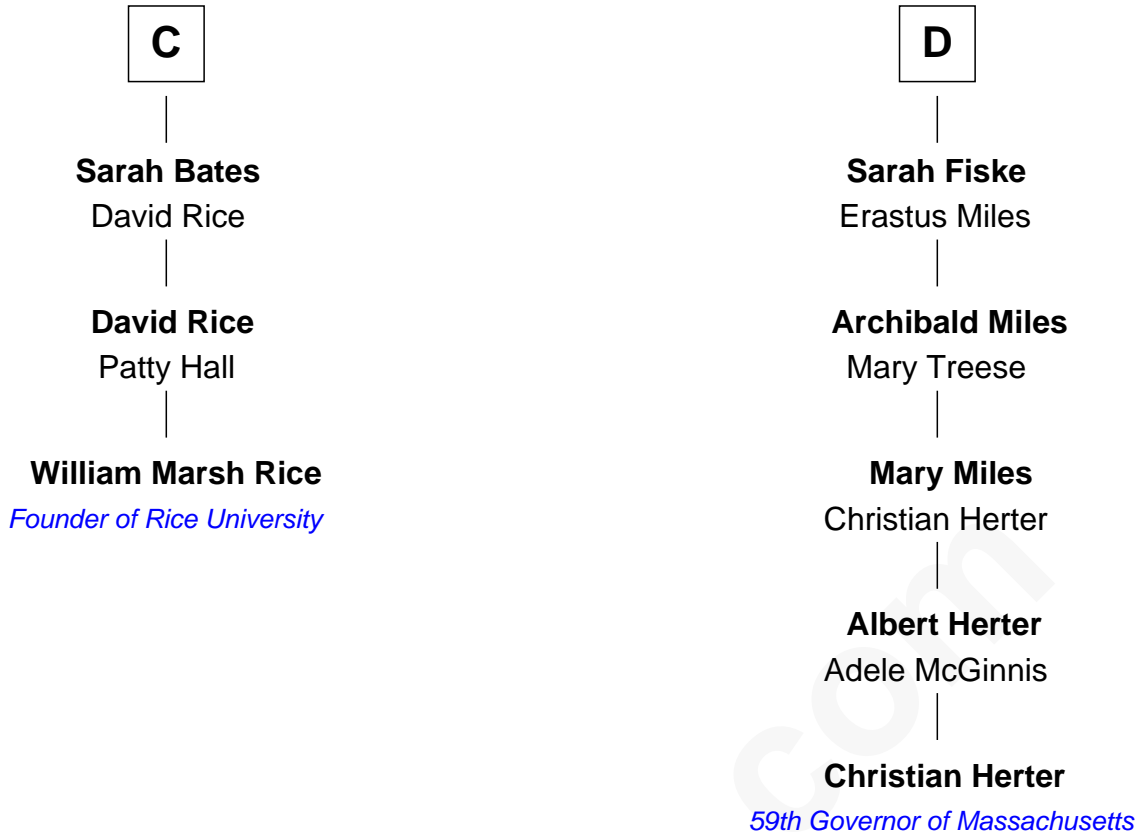 C
Sarah Bates
David Rice
David Rice
Patty Hall
William Marsh Rice
Founder of Rice University
D
Sarah Fiske
Erastus Miles
Archibald Miles
Mary Treese
Mary Miles
Christian Herter
Albert Herter
Adele McGinnis
Christian Herter
59th Governor of Massachusetts
com